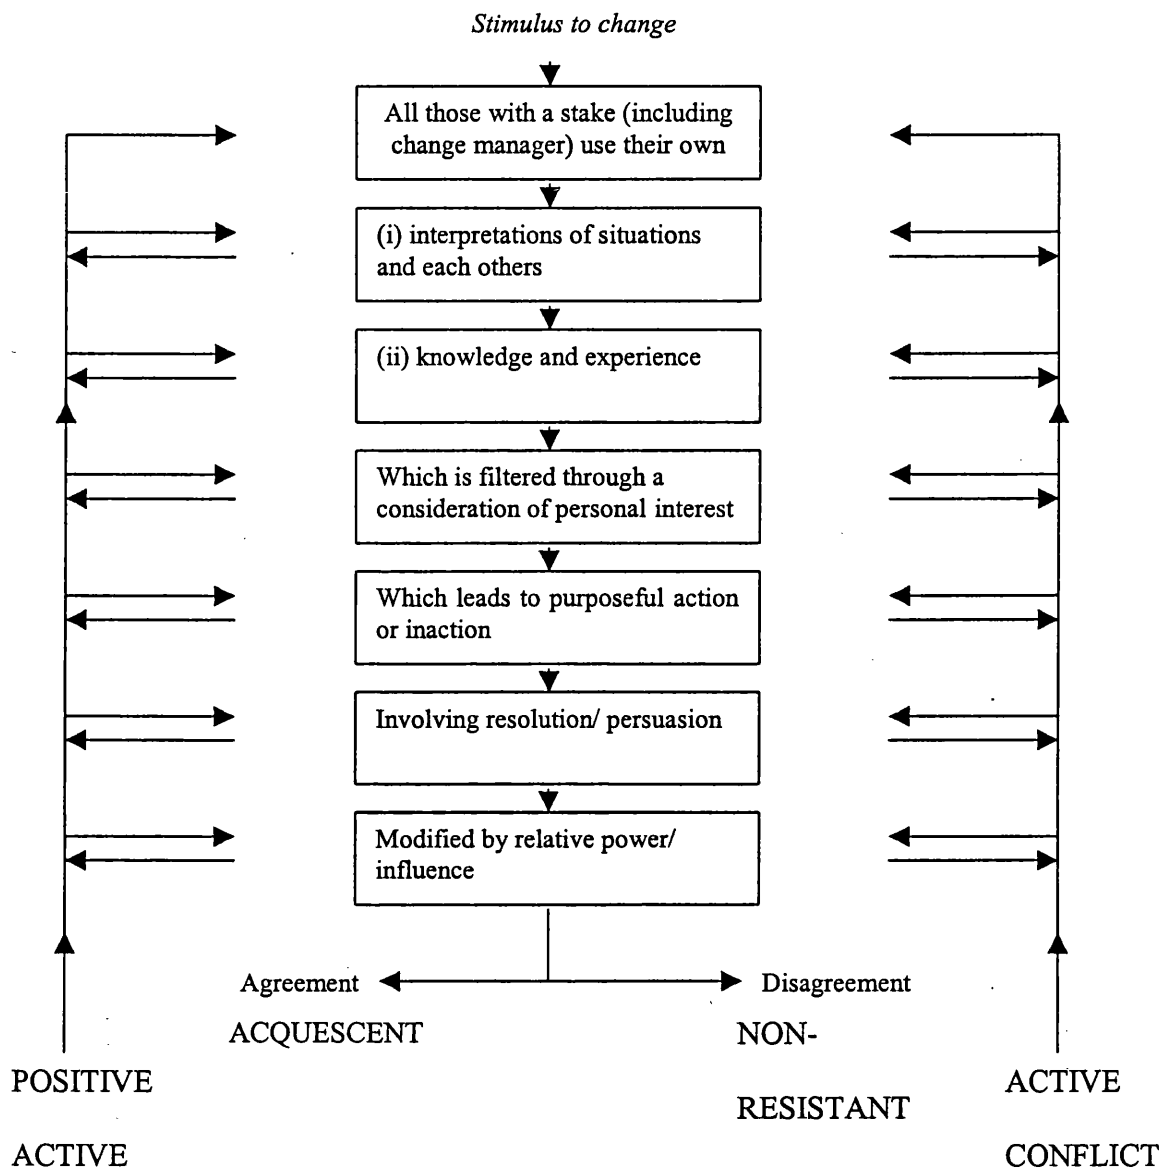 Stimulus to change
All those with a stake (including
change manager) use their own
(i) interpretations of situations
and each others
(ii) knowledge and experience
Which is filtered through a
consideration of personal interest
Which leads to purposeful action
or inaction
Involving resolution/ persuasion
Modified by relative power/
influence
Agreement
Disagreement
ACQUESCENT
NON-
RESISTANT
POSITIVE
ACTIVE
ACTIVE
CONFLICT